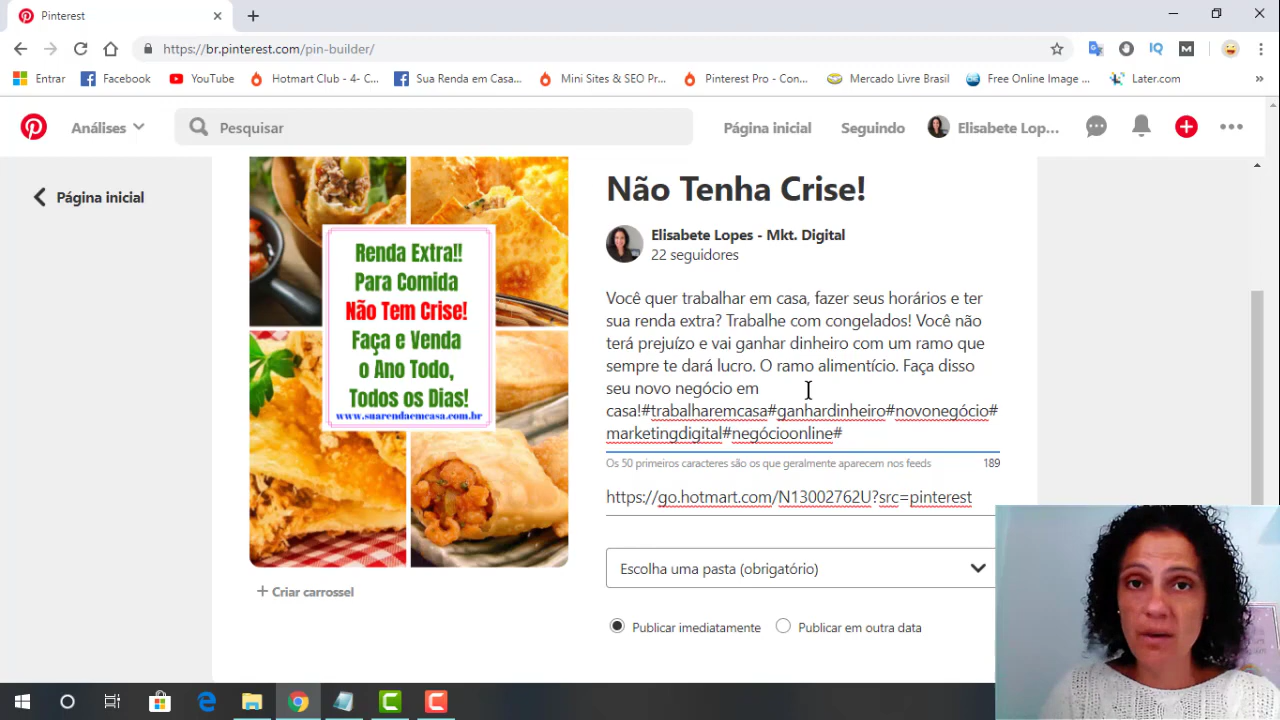 Pinterest
https://br.pinterest.com/pin-builder/
Entrar Facebook YouTube Hotmart Club - 4- C... Sua Renda em Casa... Mini Sites & SEO Pr... Pinterest Pro - Con... Mercado Livre Brasil Free Online Image ... Later.com »
Análises Pesquisar Página inicial Seguindo Elisabete Lop...
Página inicial
Renda Extra!!
Para Comida
Não Tem Crise!
Faça e Venda
o Ano Todo,
Todos os Dias!
www.suarendaemcasa.com.br
+ Criar carrossel
Não Tenha Crise!
Elisabete Lopes - Mkt. Digital
22 seguidores
Você quer trabalhar em casa, fazer seus horários e ter
sua renda extra? Trabalhe com congelados! Você não
terá prejuízo e vai ganhar dinheiro com um ramo que
sempre te dará lucro. O ramo alimentício. Faça disso
seu novo negócio em
casa!#trabalharemcasa#ganhardinheiro#novonegócio#
marketingdigital#negócioonline#
Os 50 primeiros caracteres são os que geralmente aparecem nos feeds 189
https://go.hotmart.com/N13002762U?src=pinterest
Escolha uma pasta (obrigatório)
Publicar imediatamente Publicar em outra data